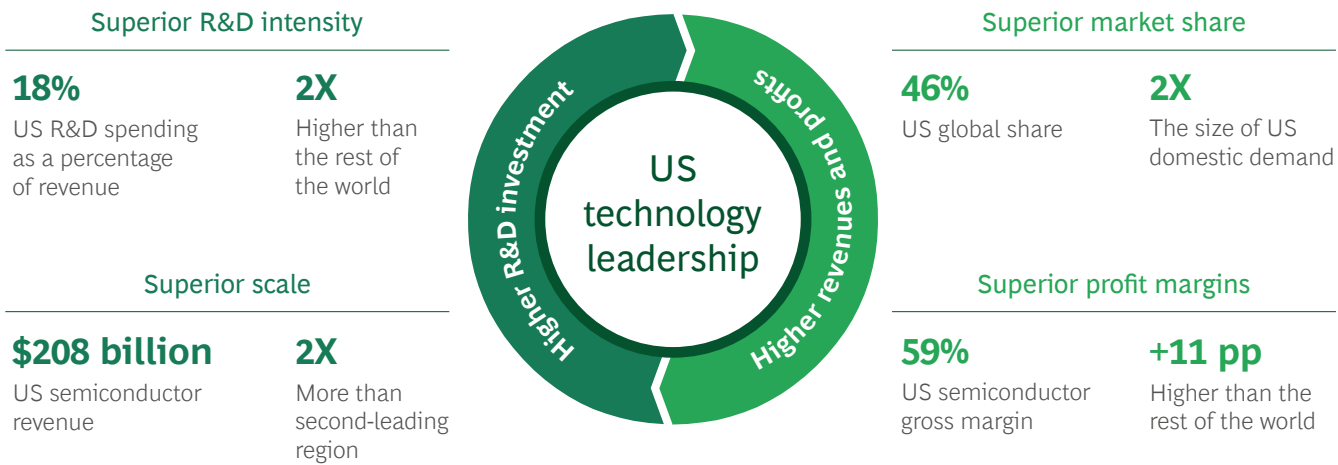 Superior R&D intensity
18%
US R&D spending
as a percentage
of revenue
2X
Higher than
the rest of
the world
Superior scale
$208 billion
US semiconductor
revenue
2X
More than
second-leading
region
Higher R&D investment
US
technology
leadership
Higher revenues and profits
Superior market share
46%
US global share
2X
The size of US
domestic demand
Superior profit margins
59%
US semiconductor
gross margin
+11 pp
Higher than the
rest of the world